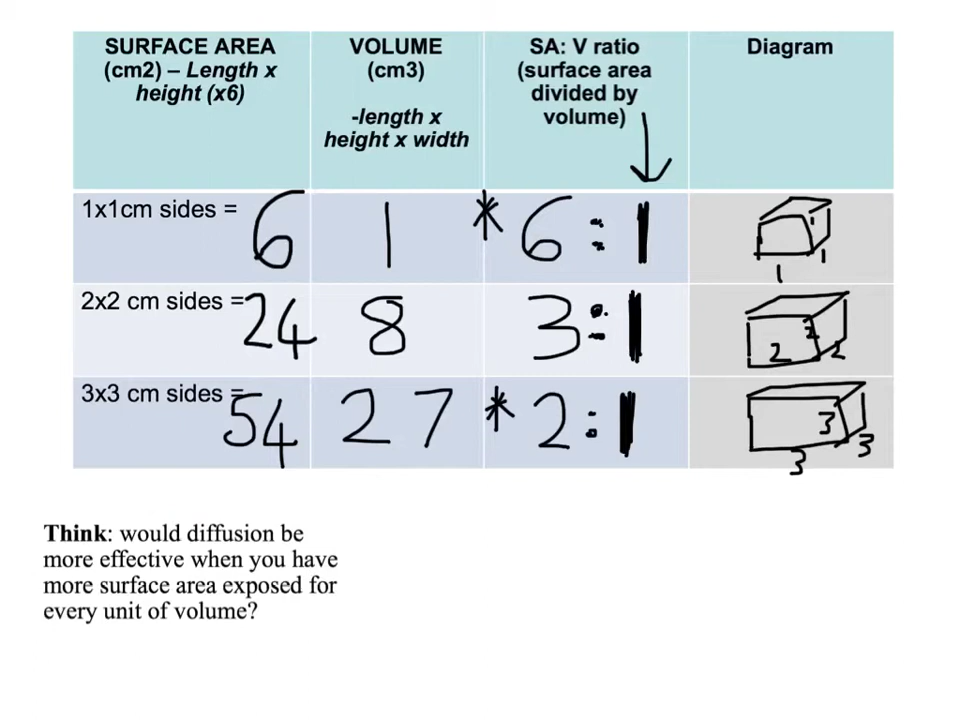 SURFACE AREA
(cm2) – Length x
height (x6)
VOLUME
(cm3)
-length x
height x width
SA: V ratio
(surface area
divided by
volume)
Diagram
1x1cm sides = 6
1
* 6 : 1
1
1
1
2x2 cm sides = 24
8
3 : 1
2
2
2
3x3 cm sides = 54
27
* 2 : 1
3
3
3
Think: would diffusion be
more effective when you have
more surface area exposed for
every unit of volume?